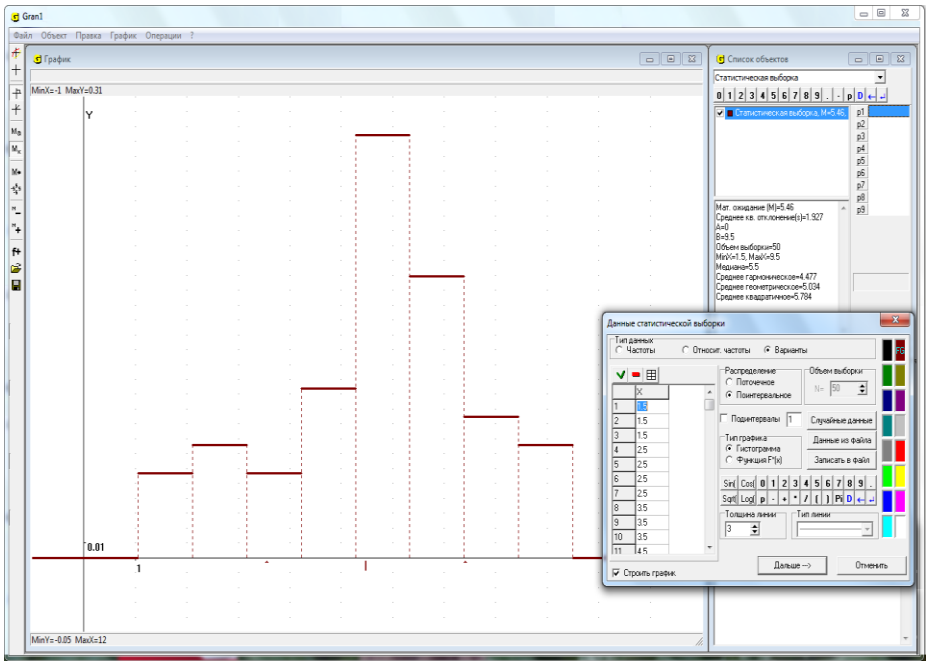 Gran1
Файл Объект Правка График Операции ?
График
MinX=-1 MaxY=0.31
Y
0.01
1
MinY=-0.05 MaxX=12
Список объектов
Статистическая выборка
0 1 2 3 4 5 6 7 8 9 . - p D
Статистическая выборка, M=5.46,
p1
p2
p3
p4
p5
p6
p7
p8
p9
Мат. ожидание (M)=5.46
Среднее кв. отклонение(s)=1.927
A=0
B=9.5
Объем выборки=50
MinX=1.5, MaxX=9.5
Медиана=5.5
Среднее гармоническое=4.477
Среднее геометрическое=5.034
Среднее квадратичное=5.784
Данные статистической выборки
Тип данных
Частоты Относит. частоты Варианты
X
1 1.5
2 1.5
3 1.5
4 2.5
5 2.5
6 2.5
7 2.5
8 3.5
9 3.5
10 3.5
11 4.5
Строить график
Распределение
Поточечное
Поинтервальное
Объем выборки
N= 50
Подинтервалы 1
Случайные данные
Тип графика
Гистограмма
Функция F*(x)
Данные из файла
Записать в файл
Sin( Cos( 0 1 2 3 4 5 6 7 8 9 .
Sqrt( Log( p - + * / ( ) Pi D
Толщина линии
3
Тип линии
Дальше -->
Отменить